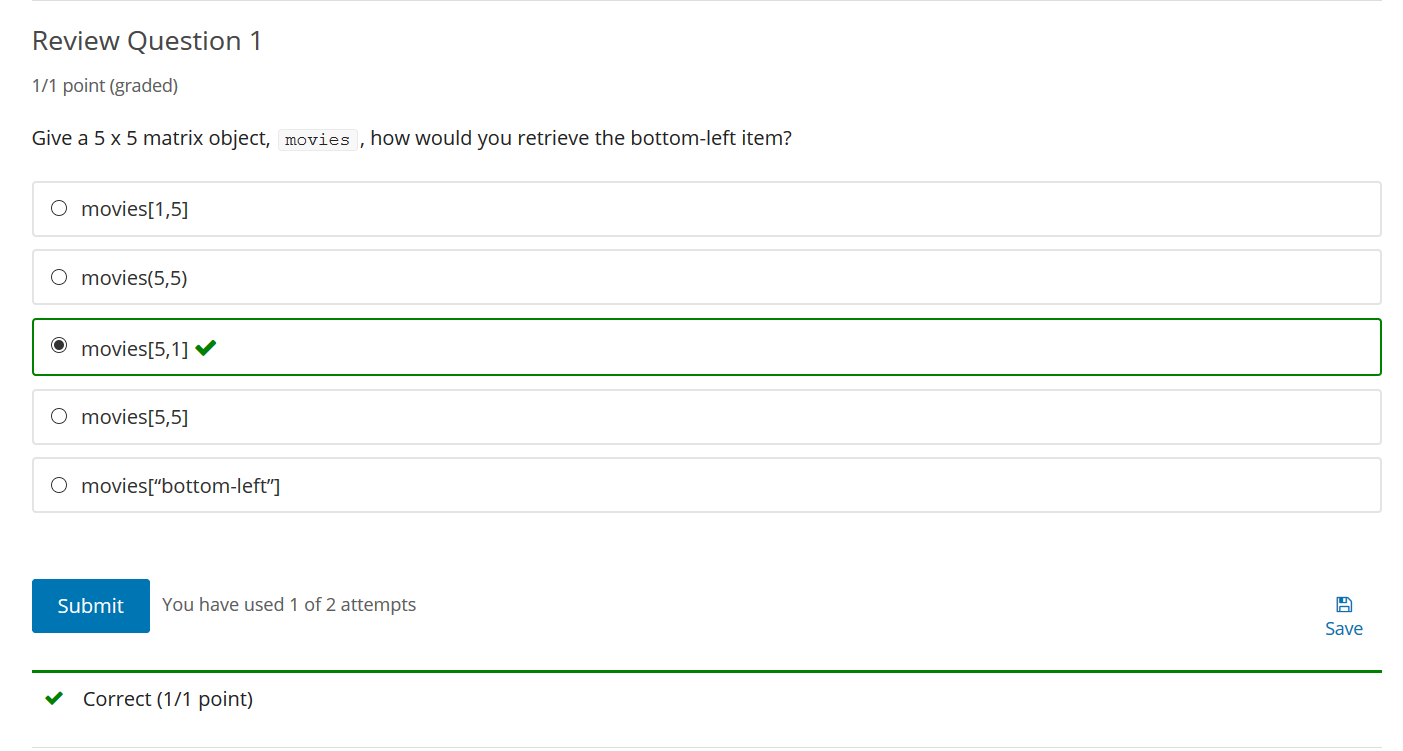 Review Question 1
1/1 point (graded)
Give a 5 x 5 matrix object, movies, how would you retrieve the bottom-left item?
movies[1,5]
movies(5,5)
movies[5,1]
movies[5,5]
movies[“bottom-left”]
Submit You have used 1 of 2 attempts
Save
Correct (1/1 point)